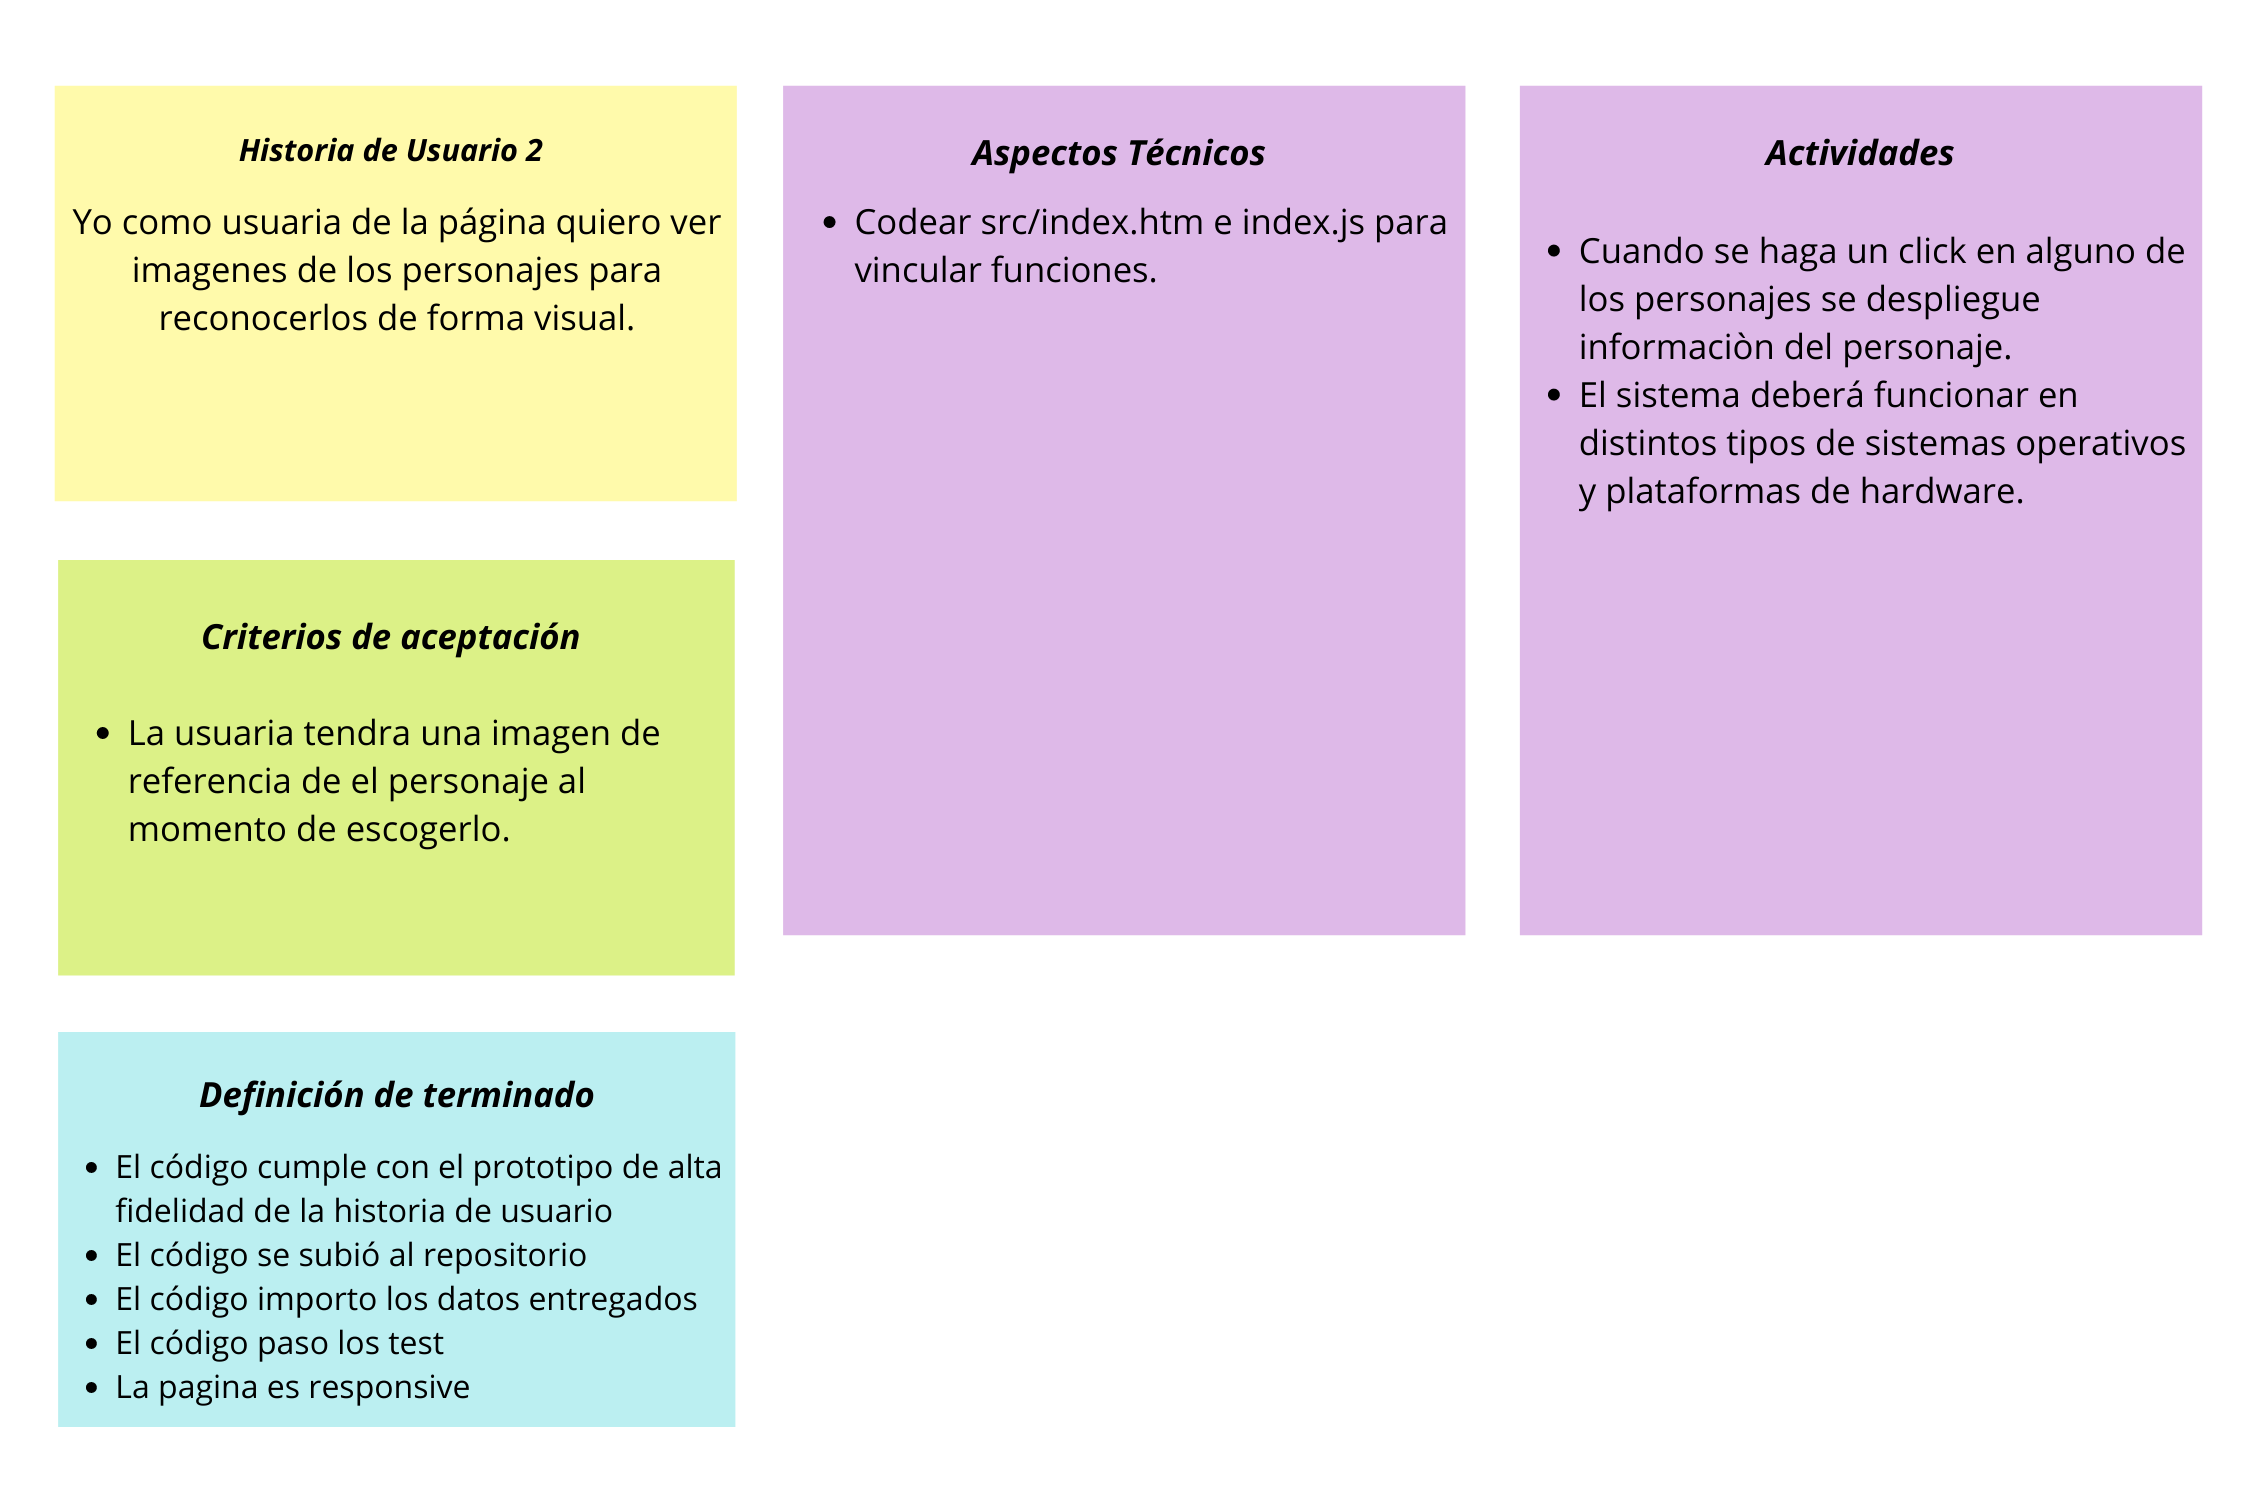 Historia de Usuario 2
Yo como usuaria de la página quiero ver
imagenes de los personajes para
reconocerlos de forma visual.
Criterios de aceptación
• La usuaria tendra una imagen de
referencia de el personaje al
momento de escogerlo.
Definición de terminado
• El código cumple con el prototipo de alta
fidelidad de la historia de usuario
• El código se subió al repositorio
• El código importo los datos entregados
• El código paso los test
• La pagina es responsive
Aspectos Técnicos
• Codear src/index.htm e index.js para
vincular funciones.
Actividades
• Cuando se haga un click en alguno de
los personajes se despliegue
informaciòn del personaje.
• El sistema deberá funcionar en
distintos tipos de sistemas operativos
y plataformas de hardware.